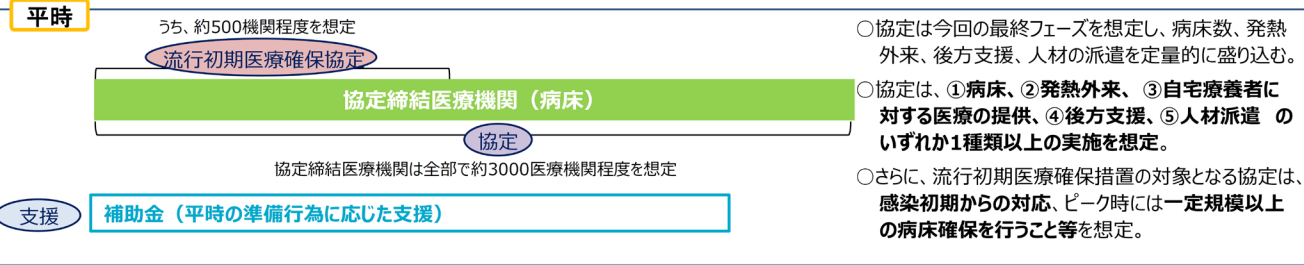 平時
うち、約500機関程度を想定
流行初期医療確保協定
協定締結医療機関（病床）
協定
協定締結医療機関は全部で約3000医療機関程度を想定
支援
補助金（平時の準備行為に応じた支援）
○協定は今回の最終フェーズを想定し、病床数、発熱
外来、後方支援、人材の派遣を定量的に盛り込む。
○協定は、①病床、②発熱外来、③自宅療養者に
対する医療の提供、④後方支援、⑤人材派遣 の
いずれか1種類以上の実施を想定。
○さらに、流行初期医療確保措置の対象となる協定は、
感染初期からの対応、ピーク時には一定規模以上
の病床確保を行うこと等を想定。